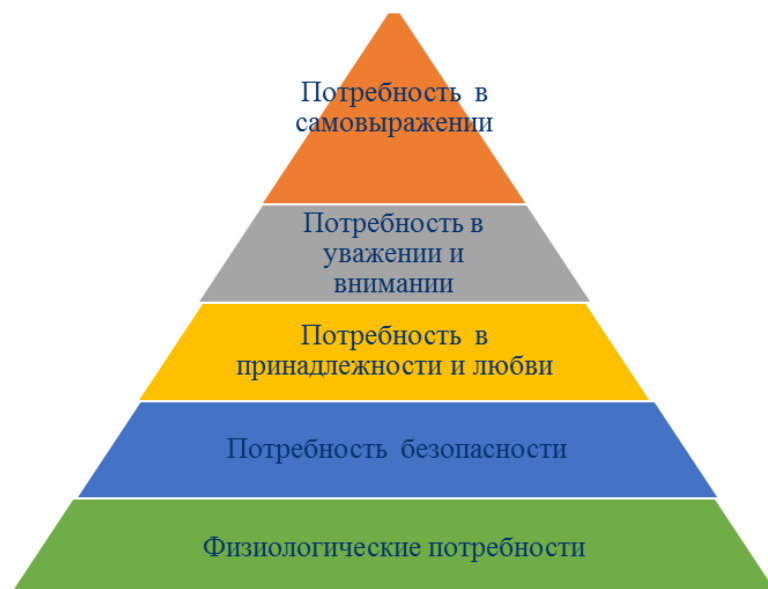 Потребность в
самовыражении
Потребность в
уважении и
внимании
Потребность в
принадлежности и любви
Потребность безопасности
Физиологические потребности